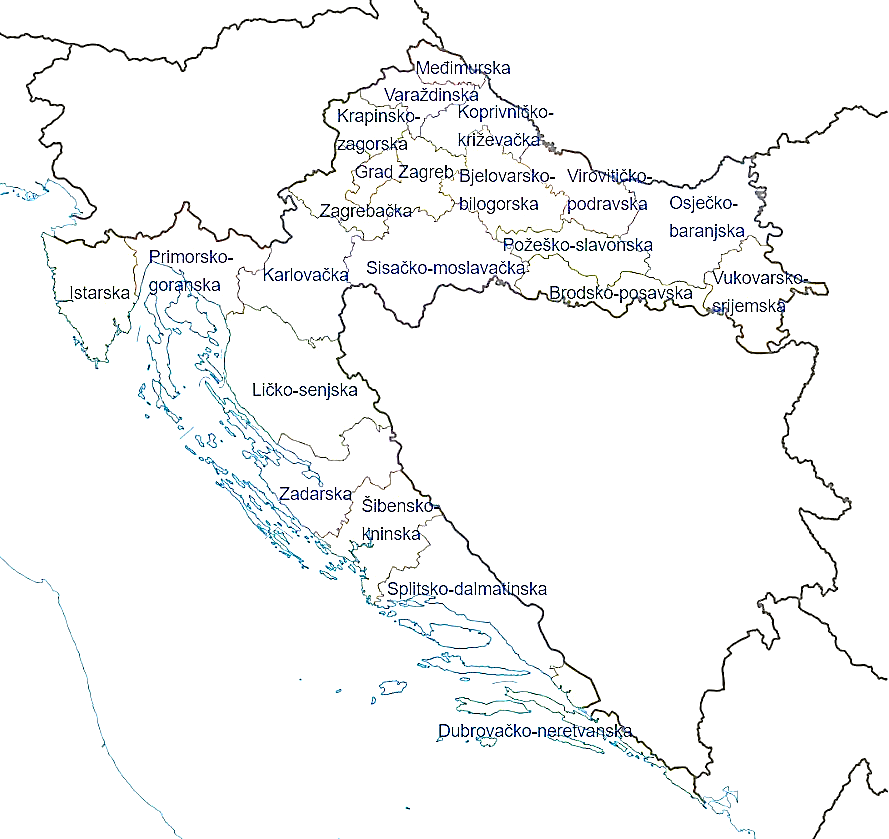 Međimurska
Varaždinska
Krapinsko-
zagorska
Koprivničko-
križevačka
Grad Zagreb
Bjelovarsko-
bilogorska
Virovitičko-
podravska
Osječko-
baranjska
Zagrebačka
Požeško-slavonska
Primorsko-
goranska
Karlovačka
Sisačko-moslavačka
Istarska
Brodsko-posavska
Vukovarsko-
srijemska
Ličko-senjska
Zadarska
Šibensko-
kninska
Splitsko-dalmatinska
Dubrovačko-neretvanska